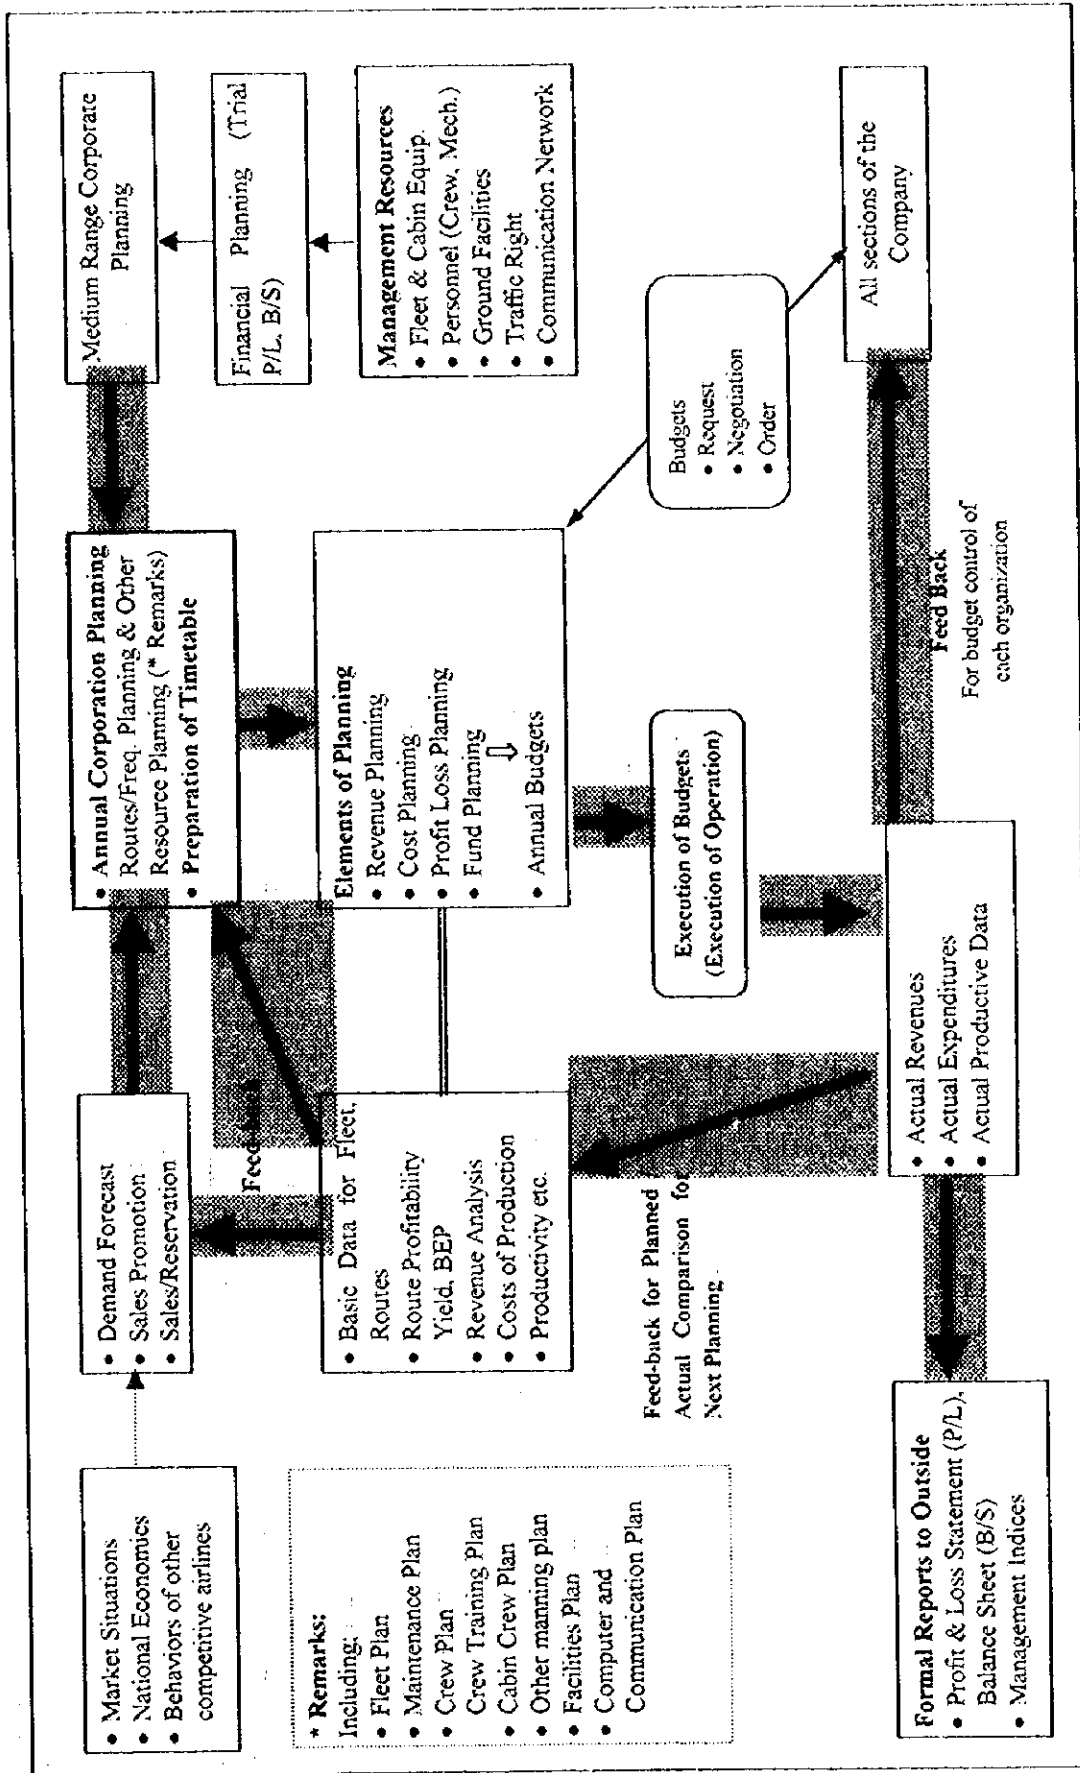 • Market Situations
• National Economics
• Behaviors of other
competitive airlines
• Demand Forecast
• Sales Promotion
• Sales/Reservation
• Annual Corporation Planning
Routes/Freq. Planning & Other
Resource Planning (* Remarks)
• Preparation of Timetable
Medium Range Corporate
Planning
Financial Planning (Trial
P/L, B/S)
Management Resources
• Fleet & Cabin Equip.
• Personnel (Crew, Mech.)
• Ground Facilities
• Traffic Right
• Communication Network
Feed-back
* Remarks:
Including:
• Fleet Plan
• Maintenance Plan
• Crew Plan
Crew Training Plan
• Cabin Crew Plan
• Other manning plan
• Facilities Plan
• Computer and
Communication Plan
• Basic Data for Fleet,
Routes
• Route Profitability
Yield, BEP
• Revenue Analysis
• Costs of Production
• Productivity etc.
Elements of Planning
• Revenue Planning
• Cost Planning
• Profit Loss Planning
• Fund Planning
⇩
• Annual Budgets
Budgets
• Request
• Negotiation
• Order
Feed-back for Planned
Actual Comparison for
Next Planning
Execution of Budgets
(Execution of Operation)
All sections of the
Company
Formal Reports to Outside
• Profit & Loss Statement (P/L),
Balance Sheet (B/S)
• Management Indices
• Actual Revenues
• Actual Expenditures
• Actual Productive Data
Feed Back
For budget control of
each organization